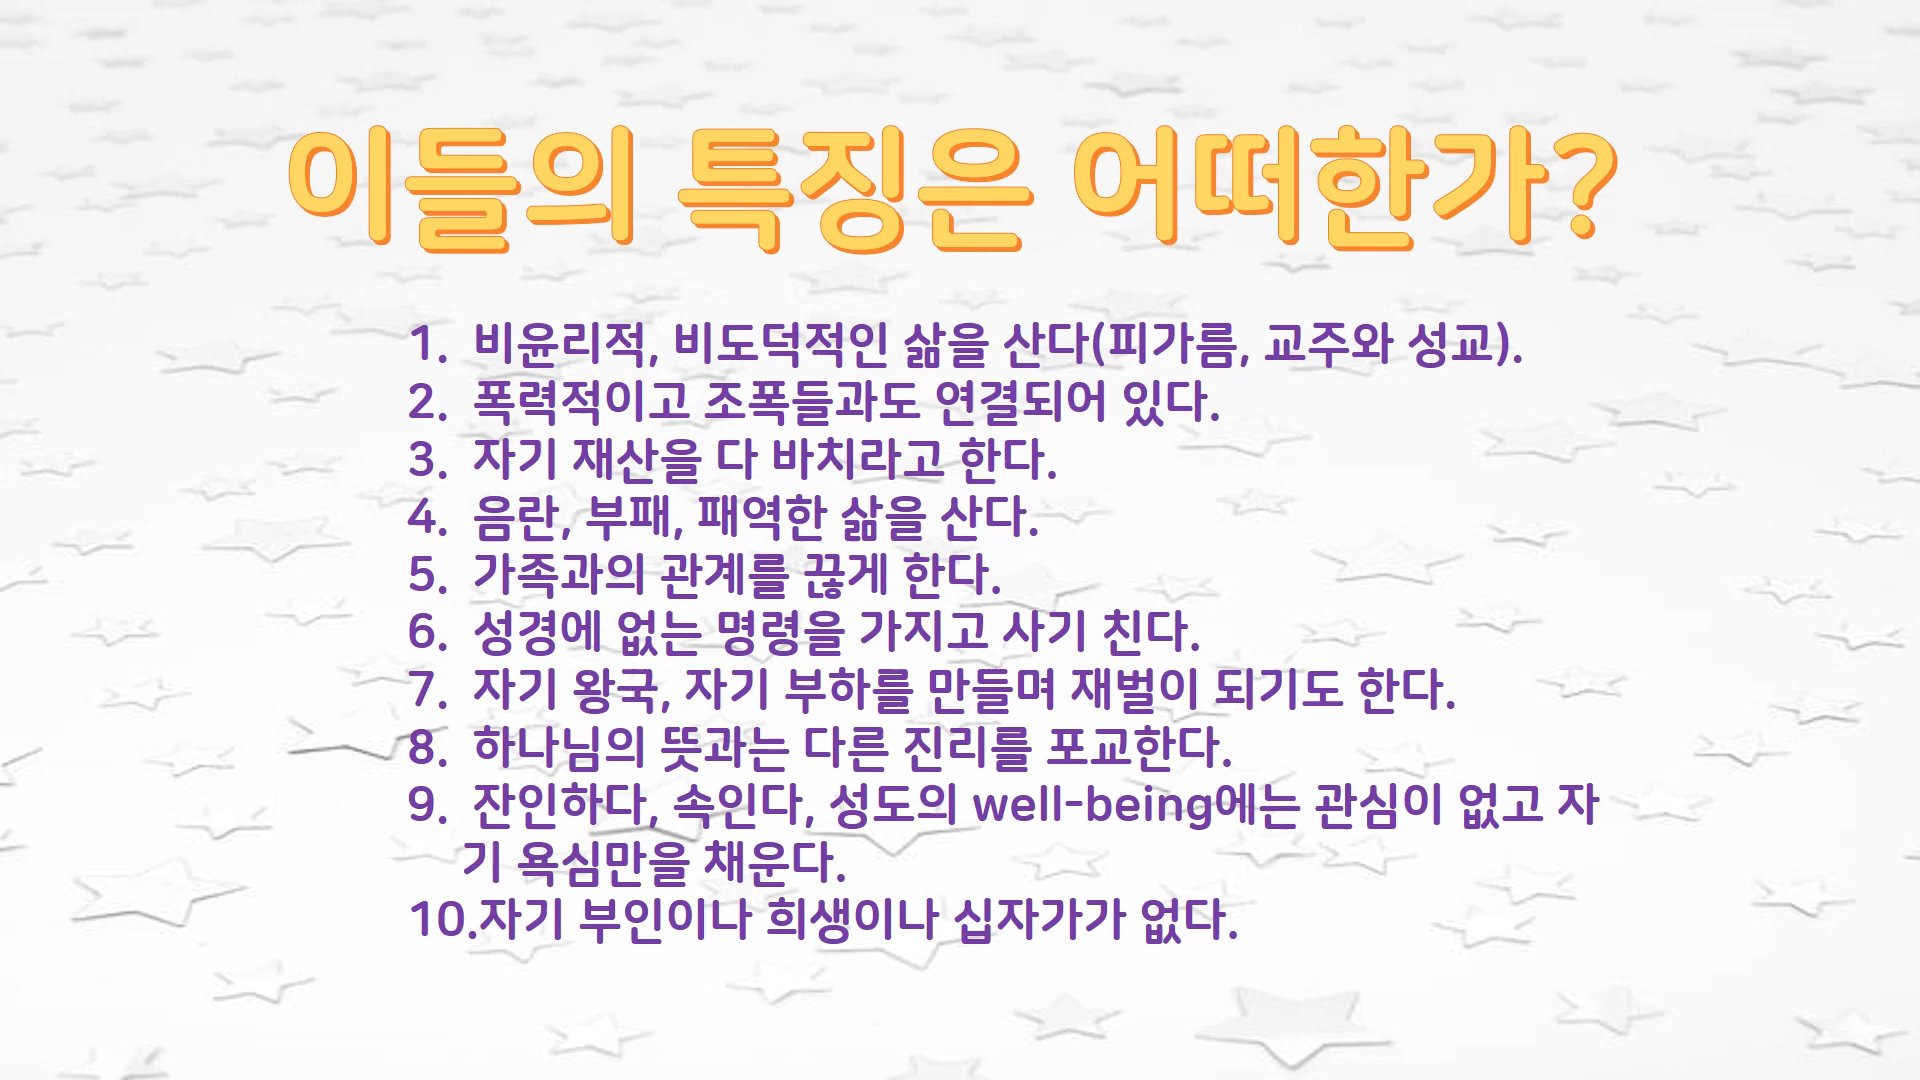 이들의 특징은 어떠한가?
1. 비윤리적, 비도덕적인 삶을 산다(피가름, 교주와 성교).
2. 폭력적이고 조폭들과도 연결되어 있다.
3. 자기 재산을 다 바치라고 한다.
4. 음란, 부패, 패역한 삶을 산다.
5. 가족과의 관계를 끊게 한다.
6. 성경에 없는 명령을 가지고 사기 친다.
7. 자기 왕국, 자기 부하를 만들며 재벌이 되기도 한다.
8. 하나님의 뜻과는 다른 진리를 포교한다.
9. 잔인하다, 속인다, 성도의 well-being에는 관심이 없고 자
기 욕심만을 채운다.
10.자기 부인이나 희생이나 십자가가 없다.